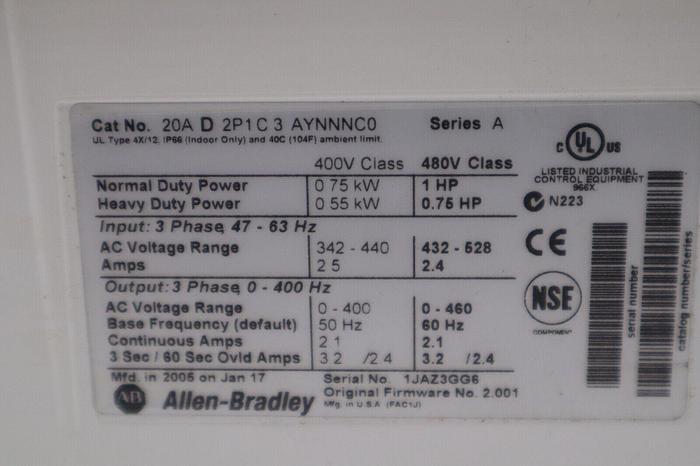 Cat No. 20A D 2P1 C 3 AYNNNC0 Series A
UL Type 4X/12, IP66 (Indoor Only) and 40C (104F) ambient limit.
400V Class 480V Class
Normal Duty Power 0 75 kW 1 HP
Heavy Duty Power 0 55 kW 0.75 HP
Input: 3 Phase, 47 - 63 Hz
AC Voltage Range 342 - 440 432 - 528
Amps 2 5 2.4
Output: 3 Phase, 0 - 400 Hz
AC Voltage Range 0 - 400 0 - 460
Base Frequency (default) 50 Hz 60 Hz
Continuous Amps 2 1 2.1
3 Sec / 60 Sec Ovld Amps 3 2 / 2 4 3.2 / 2.4
Mfd. in 2005 on Jan 17 Serial No. 1JAZ3GG6
Original Firmware No. 2.001
AB Allen-Bradley Mfg. in U.S.A (FAC1J)
C UL US
LISTED INDUSTRIAL
CONTROL EQUIPMENT
966X
N223
CE
NSF
COMPONENT
serial number
catalog number/series